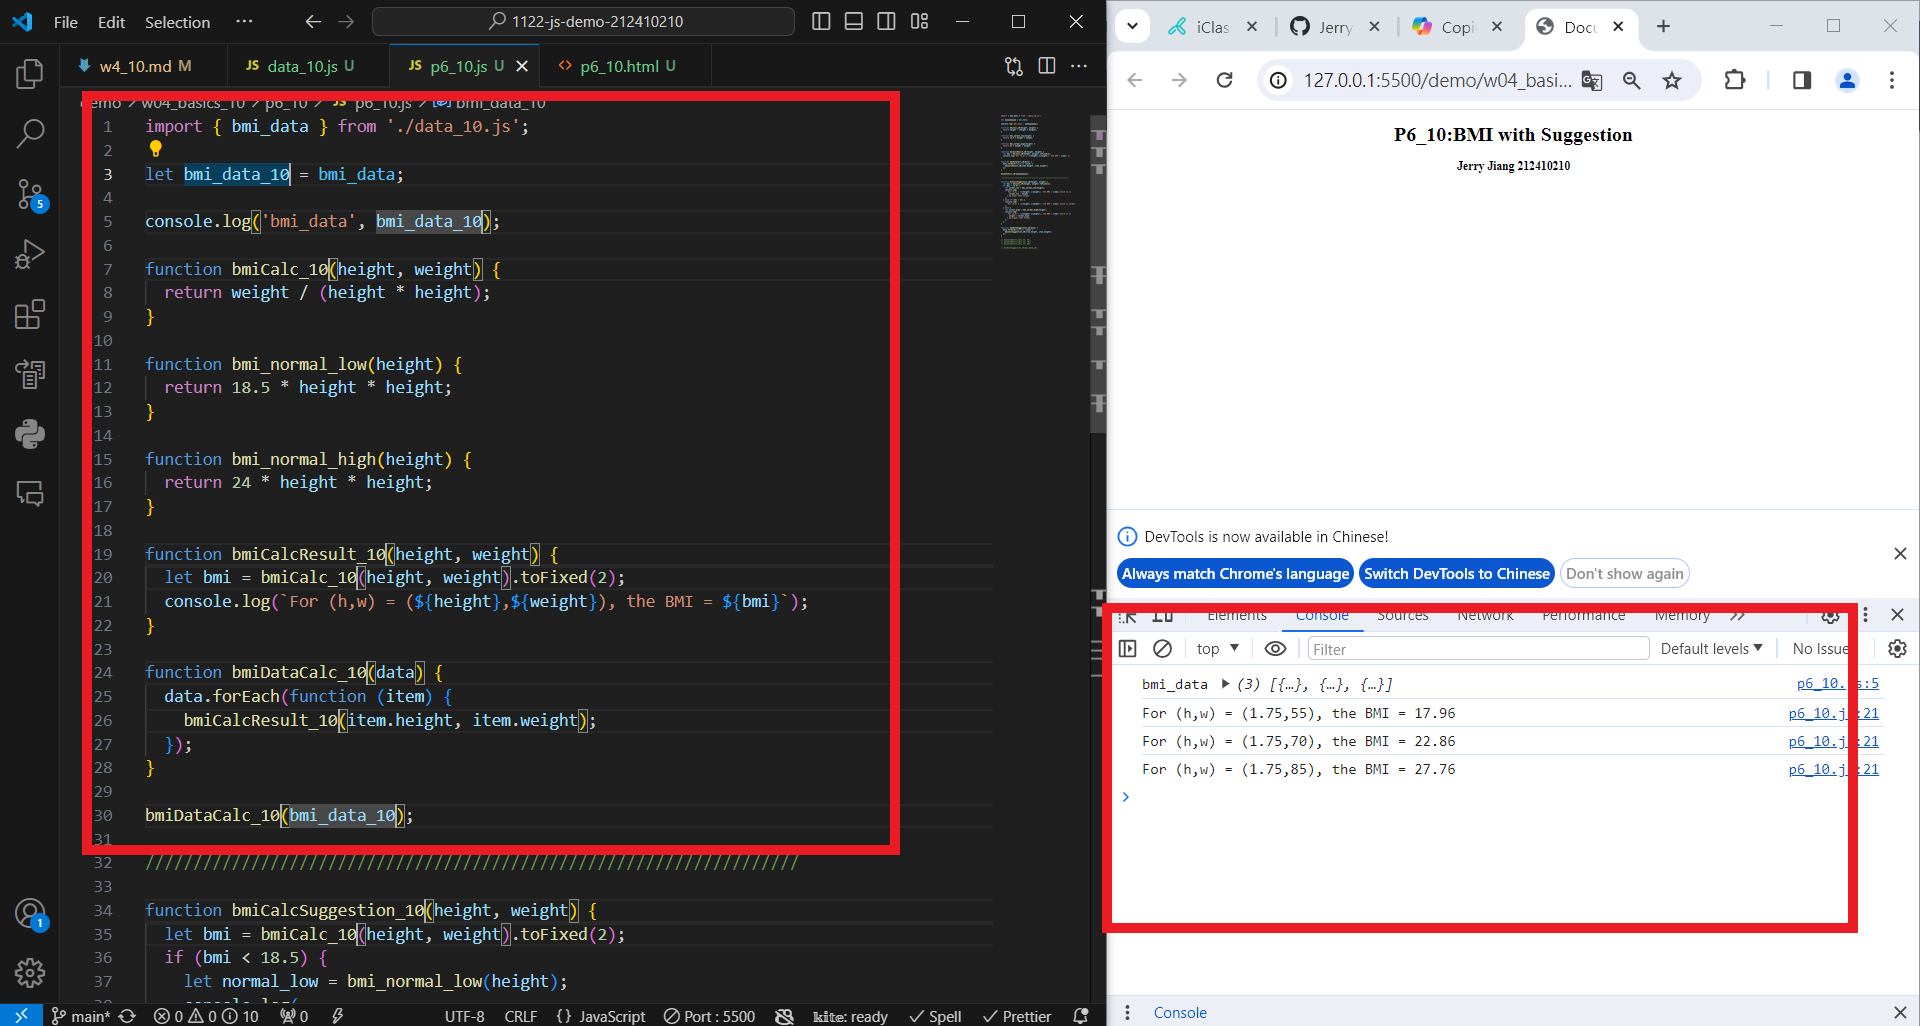 File Edit Selection ··· 1122-js-demo-212410210
w4_10.md M JS data_10.js U JS p6_10.js U <> p6_10.html U
demo > w04_basics_10 > p6_10 > JS p6_10.js > bmi_data_10
1 import { bmi_data } from './data_10.js';
2
3 let bmi_data_10 = bmi_data;
4
5 console.log('bmi_data', bmi_data_10);
6
7 function bmiCalc_10(height, weight) {
8 return weight / (height * height);
9 }
10
11 function bmi_normal_low(height) {
12 return 18.5 * height * height;
13 }
14
15 function bmi_normal_high(height) {
16 return 24 * height * height;
17 }
18
19 function bmiCalcResult_10(height, weight) {
20 let bmi = bmiCalc_10(height, weight).toFixed(2);
21 console.log(`For (h,w) = (${height},${weight}), the BMI = ${bmi}`);
22 }
23
24 function bmiDataCalc_10(data) {
25 data.forEach(function (item) {
26 bmiCalcResult_10(item.height, item.weight);
27 });
28 }
29
30 bmiDataCalc_10(bmi_data_10);
31
32 ////////////////////////////////////////////////////////////////////
33
34 function bmiCalcSuggestion_10(height, weight) {
35 let bmi = bmiCalc_10(height, weight).toFixed(2);
36 if (bmi < 18.5) {
37 let normal_low = bmi_normal_low(height);
38 console.log(
5
1
main* 0 0 10 0 UTF-8 CRLF {} JavaScript Port : 5500 kite: ready Spell Prettier
iClas Jerry Copi Docu
127.0.0.1:5500/demo/w04_basi...
P6_10:BMI with Suggestion
Jerry Jiang 212410210
DevTools is now available in Chinese!
Always match Chrome's language Switch DevTools to Chinese Don't show again
Elements Console Sources Network Performance Memory >>
top Filter Default levels No Issue
bmi_data (3) [{…}, {…}, {…}] p6_10.js:5
For (h,w) = (1.75,55), the BMI = 17.96 p6_10.js:21
For (h,w) = (1.75,70), the BMI = 22.86 p6_10.js:21
For (h,w) = (1.75,85), the BMI = 27.76 p6_10.js:21
Console